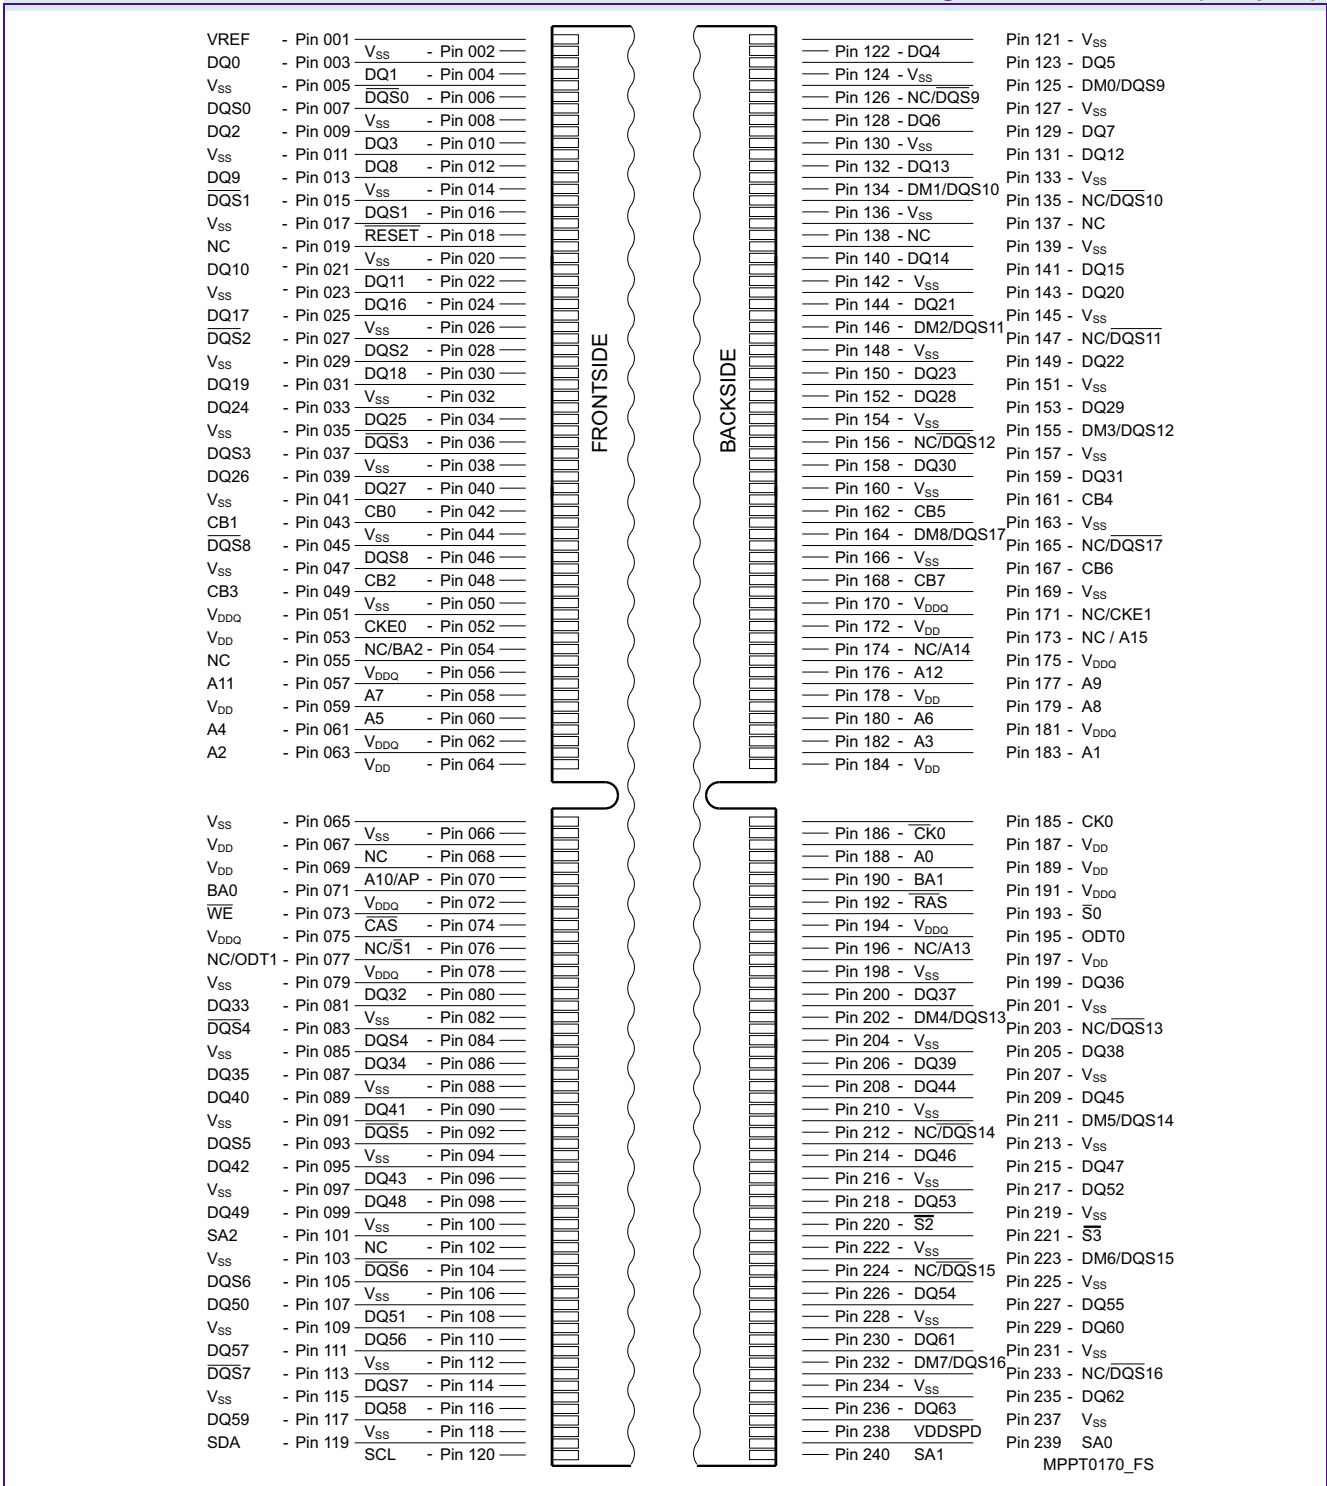 VREF - Pin 001 Pin 121 - VSS
VSS - Pin 002 Pin 122 - DQ4
DQ0 - Pin 003 Pin 123 - DQ5
DQ1 - Pin 004 Pin 124 - VSS
VSS - Pin 005 Pin 125 - DM0/DQS9
DQS0 - Pin 006 Pin 126 - NC/DQS9
DQS0 - Pin 007 Pin 127 - VSS
VSS - Pin 008 Pin 128 - DQ6
DQ2 - Pin 009 Pin 129 - DQ7
DQ3 - Pin 010 Pin 130 - VSS
VSS - Pin 011 Pin 131 - DQ12
DQ8 - Pin 012 Pin 132 - DQ13
DQ9 - Pin 013 Pin 133 - VSS
VSS - Pin 014 Pin 134 - DM1/DQS10
DQS1 - Pin 015 Pin 135 - NC/DQS10
DQS1 - Pin 016 Pin 136 - VSS
VSS - Pin 017 Pin 137 - NC
RESET - Pin 018 Pin 138 - NC
NC - Pin 019 Pin 139 - VSS
VSS - Pin 020 Pin 140 - DQ14
DQ10 - Pin 021 Pin 141 - DQ15
DQ11 - Pin 022 Pin 142 - VSS
VSS - Pin 023 Pin 143 - DQ20
DQ16 - Pin 024 Pin 144 - DQ21
DQ17 - Pin 025 Pin 145 - VSS
VSS - Pin 026 Pin 146 - DM2/DQS11
DQS2 - Pin 027 Pin 147 - NC/DQS11
DQS2 - Pin 028 Pin 148 - VSS
VSS - Pin 029 Pin 149 - DQ22
DQ18 - Pin 030 Pin 150 - DQ23
DQ19 - Pin 031 Pin 151 - VSS
VSS - Pin 032 Pin 152 - DQ28
FRONTSIDE
BACKSIDE
DQ24 - Pin 033 Pin 153 - DQ29
DQ25 - Pin 034 Pin 154 - VSS
VSS - Pin 035 Pin 155 - DM3/DQS12
DQS3 - Pin 036 Pin 156 - NC/DQS12
DQS3 - Pin 037 Pin 157 - VSS
VSS - Pin 038 Pin 158 - DQ30
DQ26 - Pin 039 Pin 159 - DQ31
DQ27 - Pin 040 Pin 160 - VSS
VSS - Pin 041 Pin 161 - CB4
CB0 - Pin 042 Pin 162 - CB5
CB1 - Pin 043 Pin 163 - VSS
VSS - Pin 044 Pin 164 - DM8/DQS17
DQS8 - Pin 045 Pin 165 - NC/DQS17
DQS8 - Pin 046 Pin 166 - VSS
VSS - Pin 047 Pin 167 - CB6
CB2 - Pin 048 Pin 168 - CB7
CB3 - Pin 049 Pin 169 - VSS
VSS - Pin 050 Pin 170 - VDDQ
VDDQ - Pin 051 Pin 171 - NC/CKE1
CKE0 - Pin 052 Pin 172 - VDD
VDD - Pin 053 Pin 173 - NC / A15
NC/BA2 - Pin 054 Pin 174 - NC/A14
NC - Pin 055 Pin 175 - VDDQ
VDDQ - Pin 056 Pin 176 - A12
A11 - Pin 057 Pin 177 - A9
A7 - Pin 058 Pin 178 - VDD
VDD - Pin 059 Pin 179 - A8
A5 - Pin 060 Pin 180 - A6
A4 - Pin 061 Pin 181 - VDDQ
VDDQ - Pin 062 Pin 182 - A3
A2 - Pin 063 Pin 183 - A1
VDD - Pin 064 Pin 184 - VDD
VSS - Pin 065 Pin 185 - CK0
VSS - Pin 066 Pin 186 - CK0
VDD - Pin 067 Pin 187 - VDD
NC - Pin 068 Pin 188 - A0
VDD - Pin 069 Pin 189 - VDD
A10/AP - Pin 070 Pin 190 - BA1
BA0 - Pin 071 Pin 191 - VDDQ
VDDQ - Pin 072 Pin 192 - RAS
WE - Pin 073 Pin 193 - S0
CAS - Pin 074 Pin 194 - VDDQ
VDDQ - Pin 075 Pin 195 - ODT0
NC/S1 - Pin 076 Pin 196 - NC/A13
NC/ODT1 - Pin 077 Pin 197 - VDD
VDDQ - Pin 078 Pin 198 - VSS
VSS - Pin 079 Pin 199 - DQ36
DQ32 - Pin 080 Pin 200 - DQ37
DQ33 - Pin 081 Pin 201 - VSS
VSS - Pin 082 Pin 202 - DM4/DQS13
DQS4 - Pin 083 Pin 203 - NC/DQS13
DQS4 - Pin 084 Pin 204 - VSS
VSS - Pin 085 Pin 205 - DQ38
DQ34 - Pin 086 Pin 206 - DQ39
DQ35 - Pin 087 Pin 207 - VSS
VSS - Pin 088 Pin 208 - DQ44
DQ40 - Pin 089 Pin 209 - DQ45
DQ41 - Pin 090 Pin 210 - VSS
VSS - Pin 091 Pin 211 - DM5/DQS14
DQS5 - Pin 092 Pin 212 - NC/DQS14
DQS5 - Pin 093 Pin 213 - VSS
VSS - Pin 094 Pin 214 - DQ46
DQ42 - Pin 095 Pin 215 - DQ47
DQ43 - Pin 096 Pin 216 - VSS
VSS - Pin 097 Pin 217 - DQ52
DQ48 - Pin 098 Pin 218 - DQ53
DQ49 - Pin 099 Pin 219 - VSS
VSS - Pin 100 Pin 220 - S2
SA2 - Pin 101 Pin 221 - S3
NC - Pin 102 Pin 222 - VSS
VSS - Pin 103 Pin 223 - DM6/DQS15
DQS6 - Pin 104 Pin 224 - NC/DQS15
DQS6 - Pin 105 Pin 225 - VSS
VSS - Pin 106 Pin 226 - DQ54
DQ50 - Pin 107 Pin 227 - DQ55
DQ51 - Pin 108 Pin 228 - VSS
VSS - Pin 109 Pin 229 - DQ60
DQ56 - Pin 110 Pin 230 - DQ61
DQ57 - Pin 111 Pin 231 - VSS
VSS - Pin 112 Pin 232 - DM7/DQS16
DQS7 - Pin 113 Pin 233 - NC/DQS16
DQS7 - Pin 114 Pin 234 - VSS
VSS - Pin 115 Pin 235 - DQ62
DQ58 - Pin 116 Pin 236 - DQ63
DQ59 - Pin 117 Pin 237 VSS
VSS - Pin 118 Pin 238 VDDSPD
SDA - Pin 119 Pin 239 SA0
SCL - Pin 120 Pin 240 SA1
MPPT0170_FS